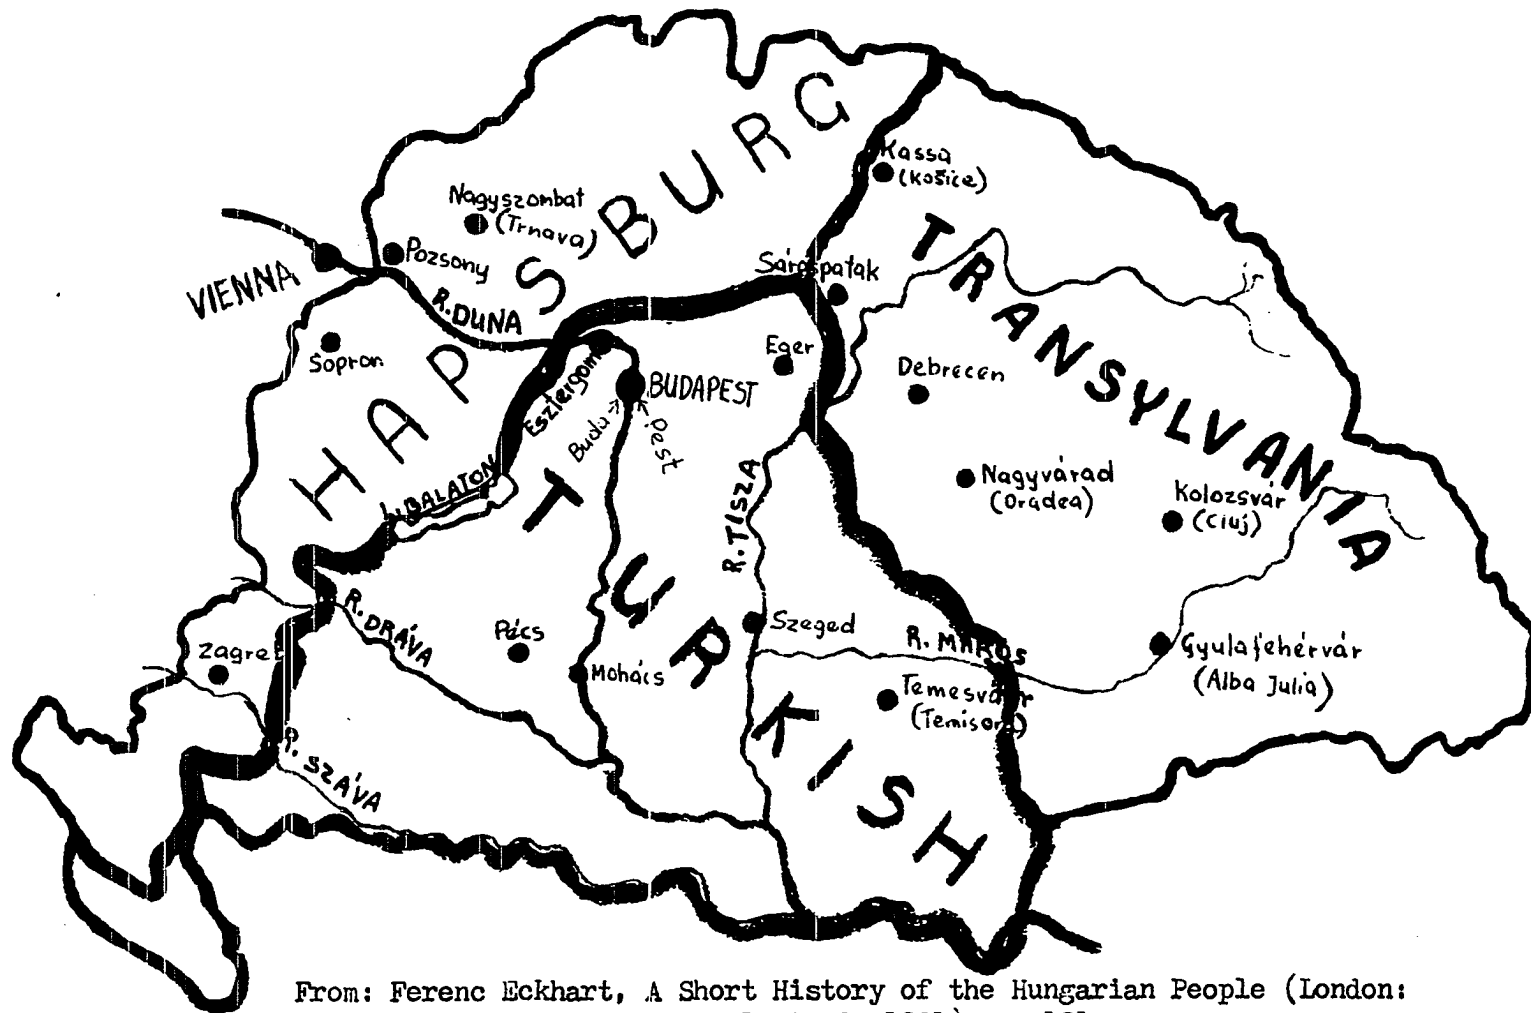 HAPSBURG
Kassa
(Košice)
Nagyszombat
(Trnava)
TRANSYLVANIA
Pozsony
VIENNA
Sárospatak
R. DUNA
Sopron
Eger
Debrecen
Esztergom
BUDAPEST
Buda
Pest
L. BALATON
R. TISZA
Nagyvárad
(Oradea)
Kolozsvár
(Cluj)
TURKISH
R. DRÁVA
Pécs
Szeged
R. MAROS
Zagreb
Mohács
Gyulafehérvár
(Alba Julia)
Temesvár
(Temisora)
R. SZÁVA
From: Ferenc Eckhart, A Short History of the Hungarian People (London: